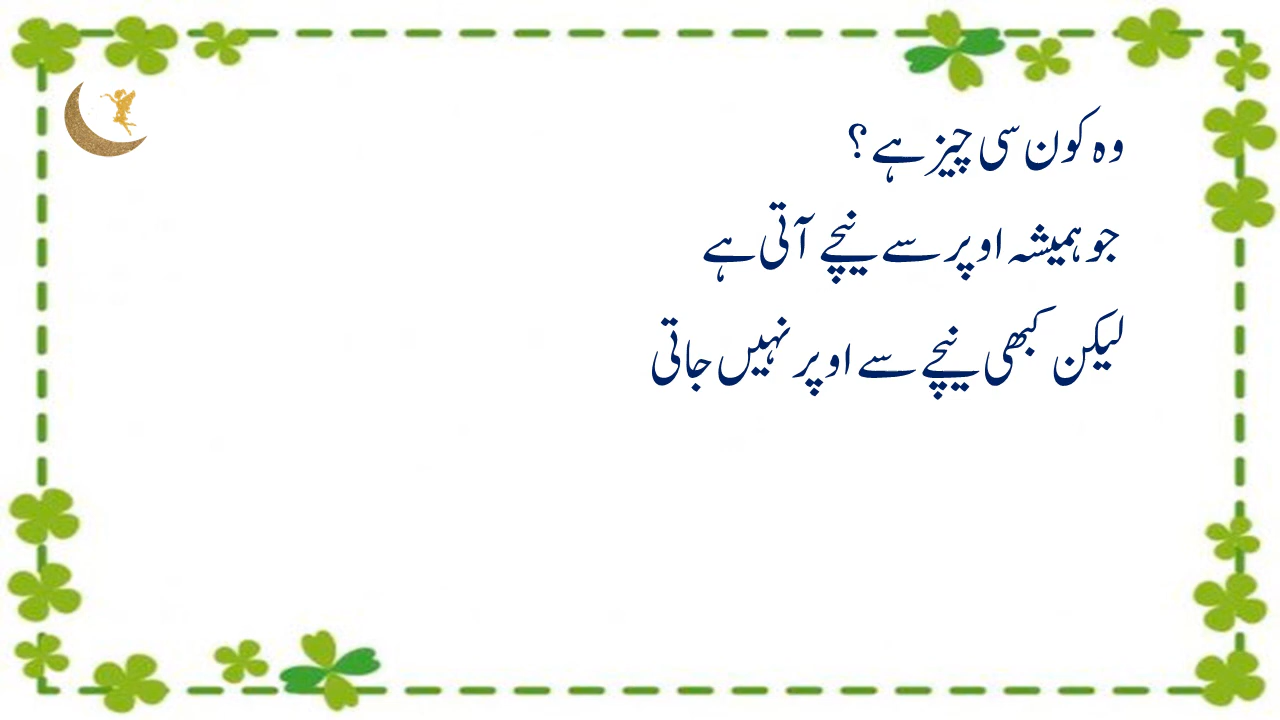 وہ کون سی چیز ہے ؟
جو ہمیشہ اوپر سے نیچے آتی ہے
لیکن کبھی نیچے سے اوپر نہیں جاتی